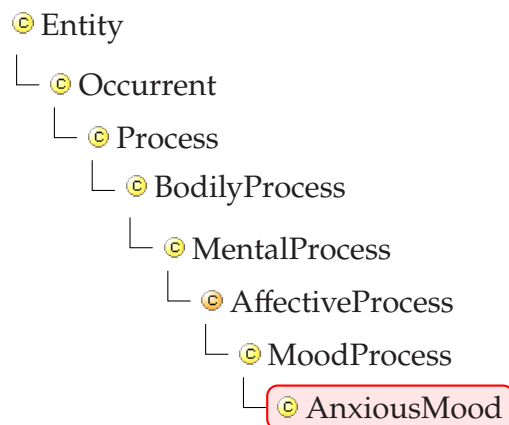 C Entity
C Occurrent
C Process
C BodilyProcess
C MentalProcess
C AffectiveProcess
C MoodProcess
C AnxiousMood